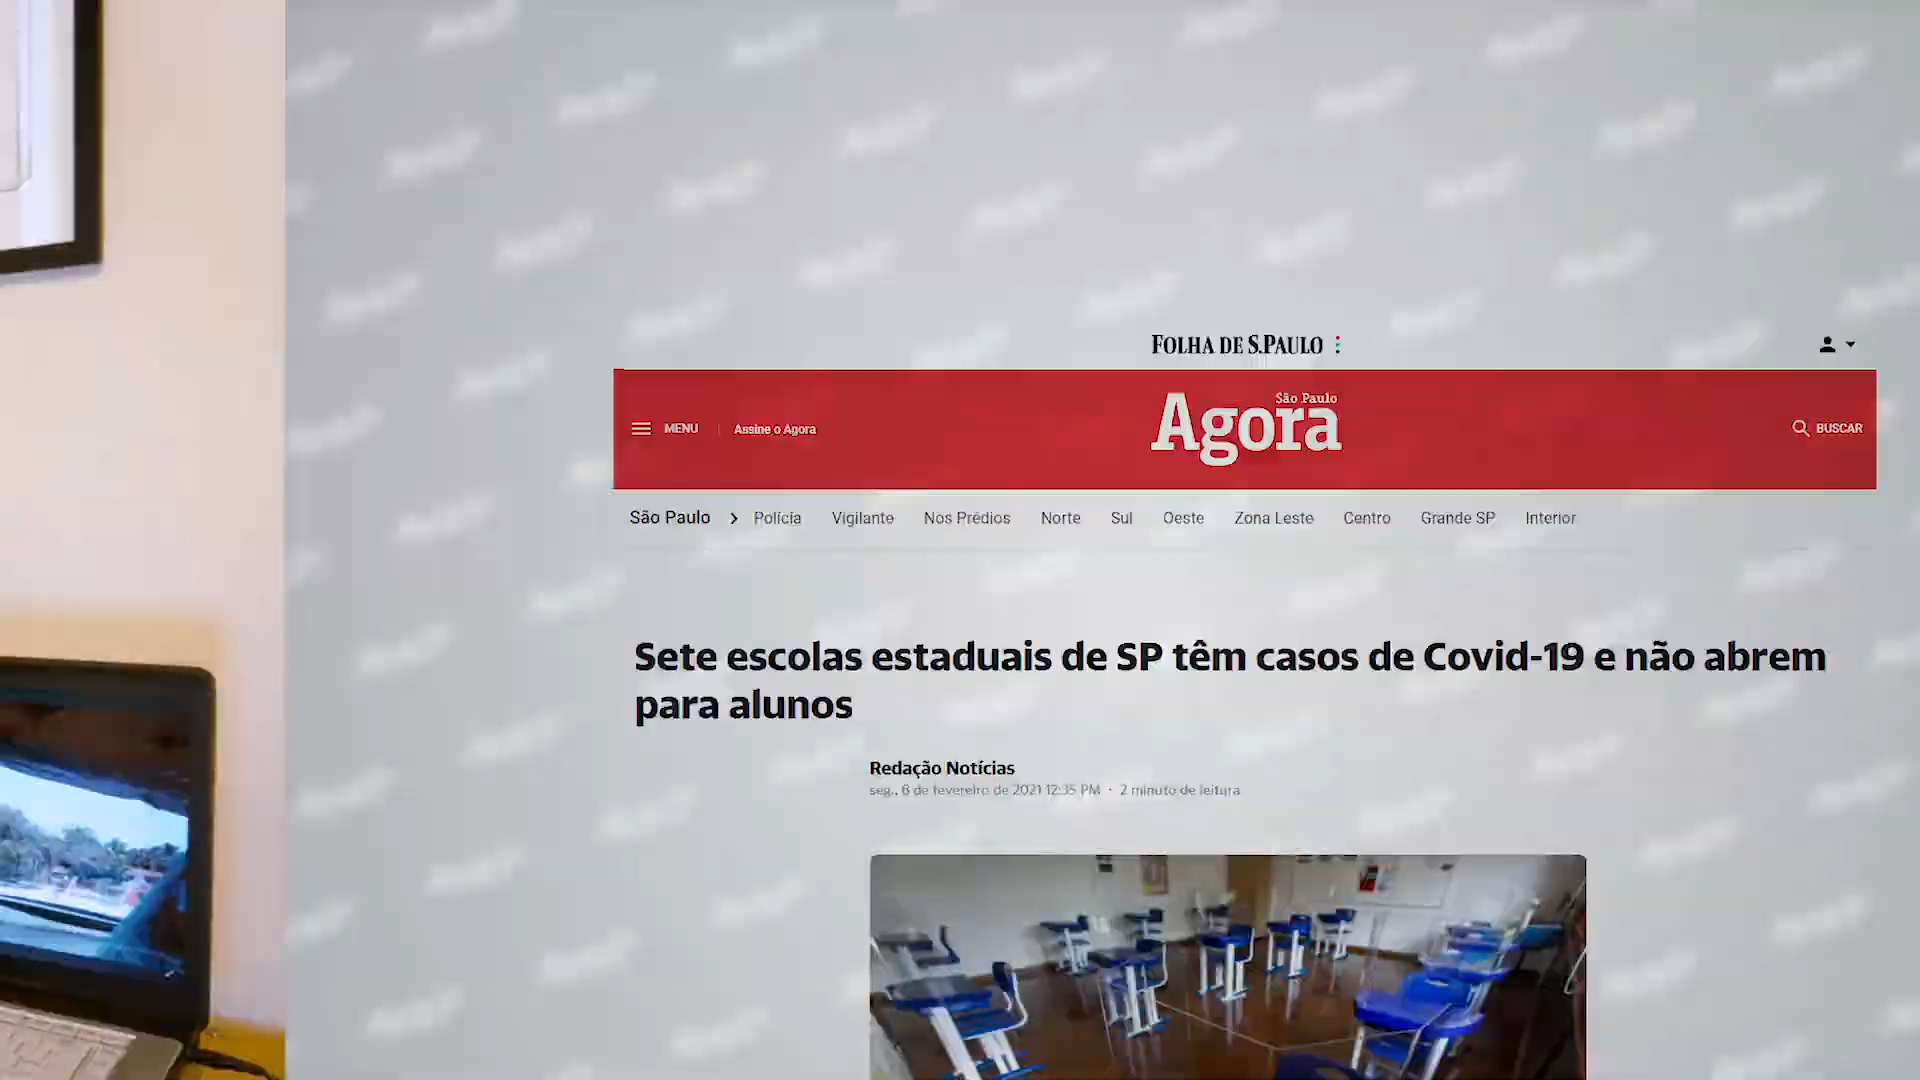 FOLHA DE S.PAULO
MENU
Assine o Agora
São Paulo
Agora
BUSCAR
São Paulo
Polícia
Vigilante
Nos Prédios
Norte
Sul
Oeste
Zona Leste
Centro
Grande SP
Interior
Sete escolas estaduais de SP têm casos de Covid-19 e não abrem
para alunos
Redação Notícias
seg., 6 de fevereiro de 2021 12:35 PM · 2 minuto de leitura